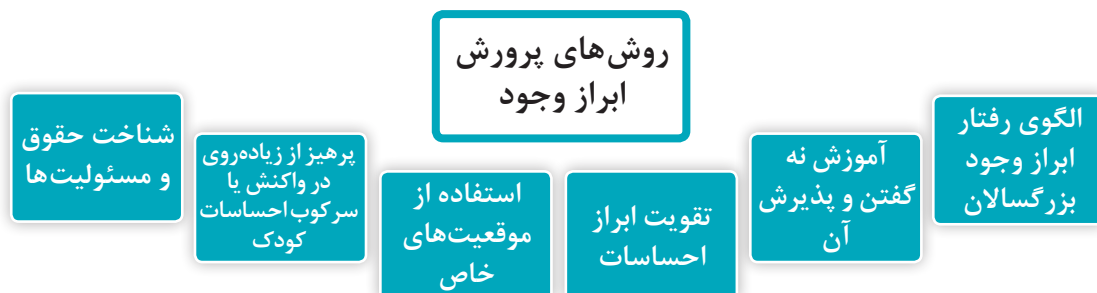 روش‌های پرورش
ابراز وجود
الگوی رفتار
ابراز وجود
بزرگسالان
آموزش نه
گفتن و پذیرش
آن
تقویت ابراز
احساسات
استفاده از
موقعیت‌های
خاص
پرهیز از زیاده‌روی
در واکنش یا
سرکوب احساسات
کودک
شناخت حقوق
و مسئولیت‌ها